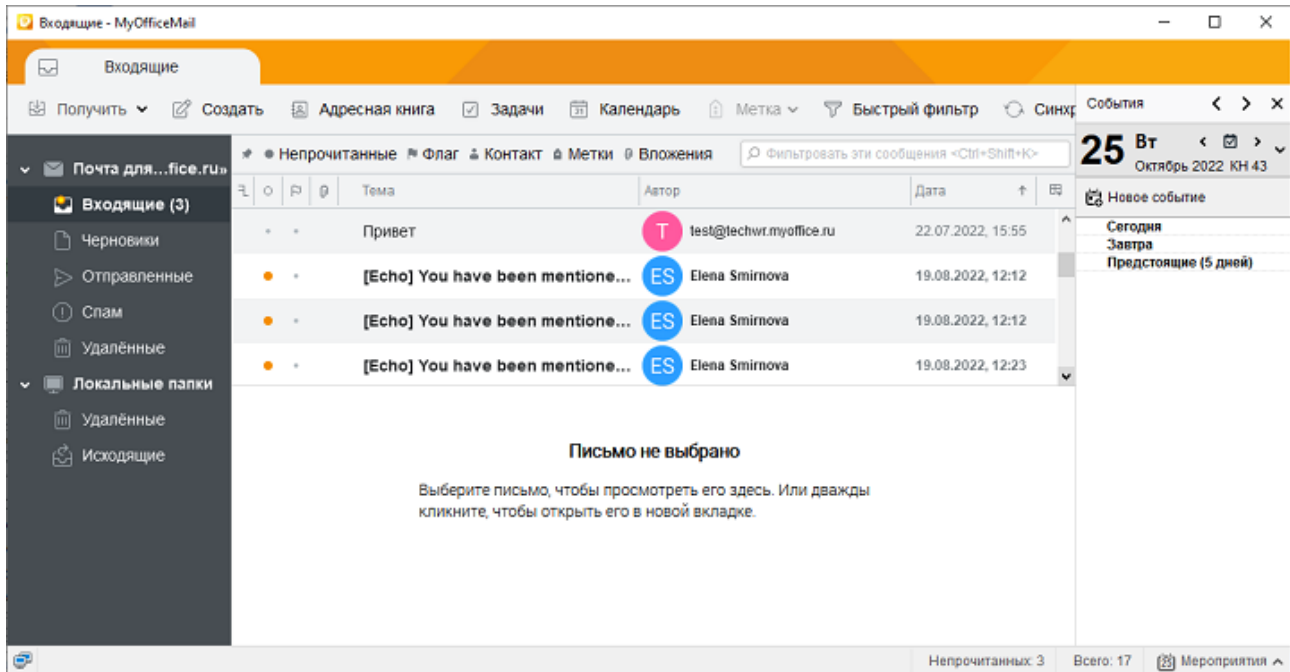 Входящие - MyOfficeMail
Входящие
Получить Создать Адресная книга Задачи Календарь Метка Быстрый фильтр Синхр
События
25 Вт
Октябрь 2022 КН 43
Новое событие
Сегодня
Завтра
Предстоящие (5 дней)
Почта для...fice.ru»
Входящие (3)
Черновики
Отправленные
Спам
Удалённые
Локальные папки
Удалённые
Исходящие
Непрочитанные Флаг Контакт Метки Вложения Фильтровать эти сообщения <Ctrl+Shift+K>
Тема Автор Дата
Привет T test@techwr.myoffice.ru 22.07.2022, 15:55
[Echo] You have been mentione... ES Elena Smirnova 19.08.2022, 12:12
[Echo] You have been mentione... ES Elena Smirnova 19.08.2022, 12:12
[Echo] You have been mentione... ES Elena Smirnova 19.08.2022, 12:23
Письмо не выбрано
Выберите письмо, чтобы просмотреть его здесь. Или дважды
кликните, чтобы открыть его в новой вкладке.
Непрочитанных: 3 Всего: 17 Мероприятия